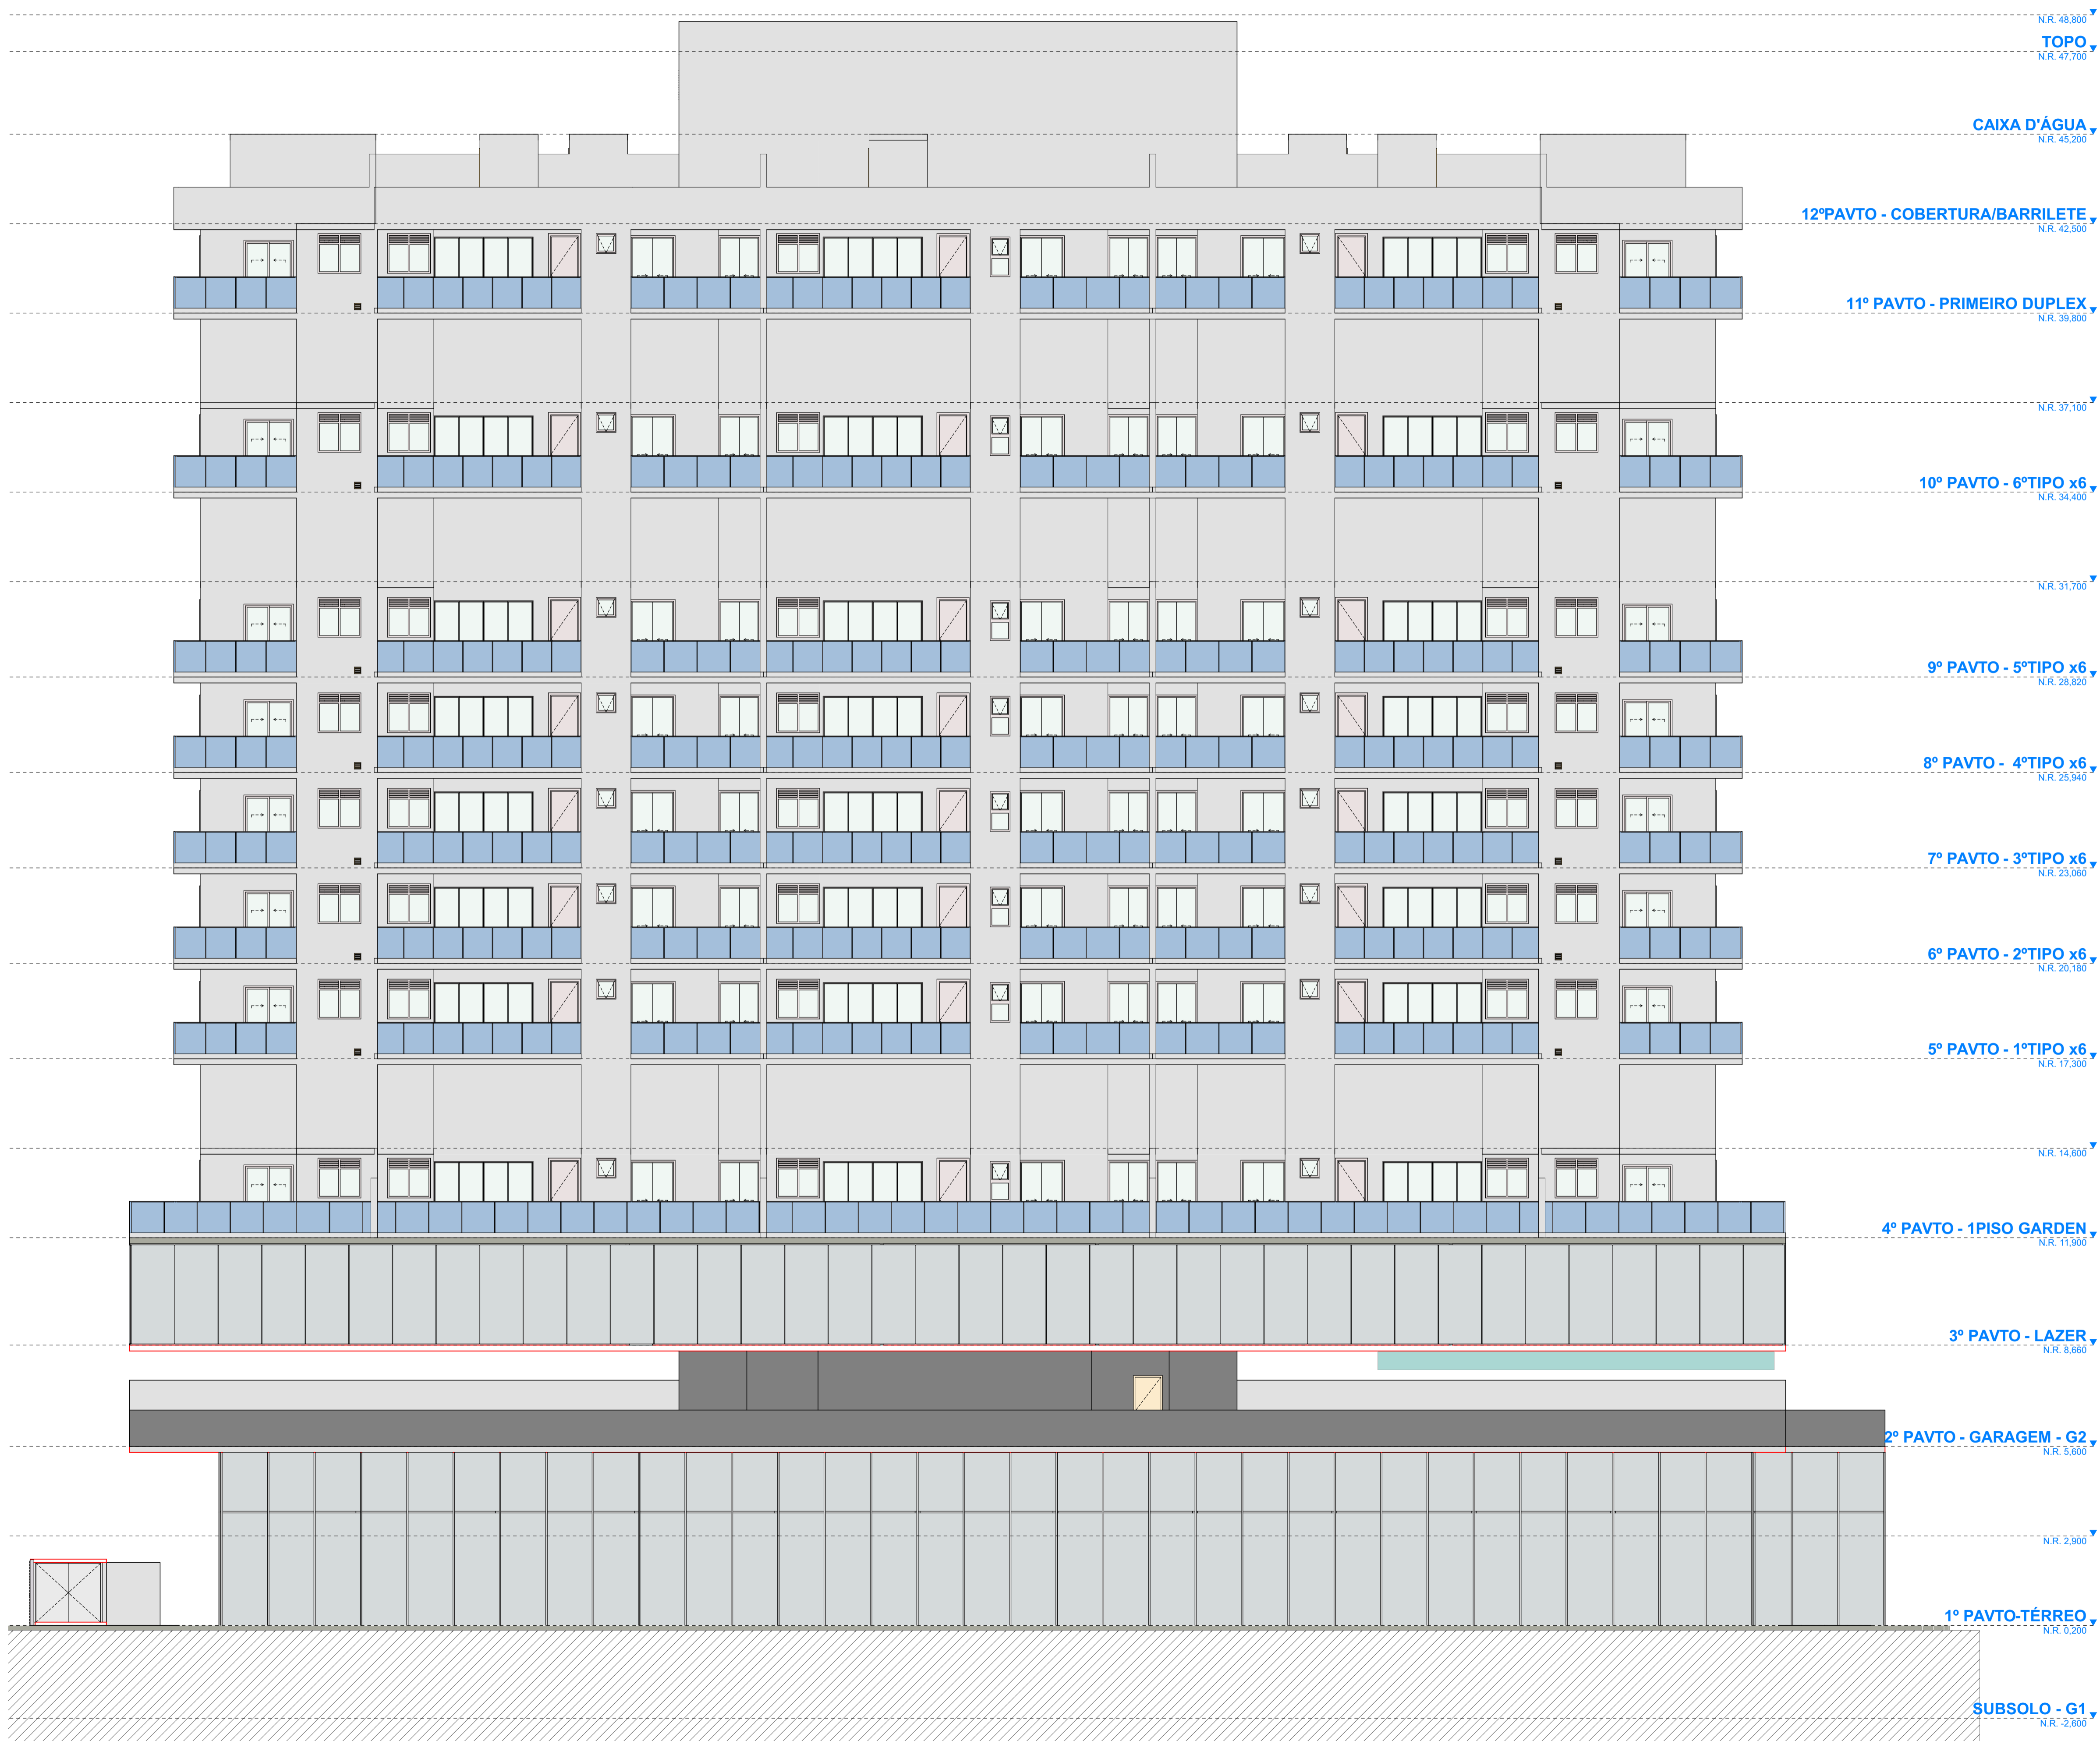 N.R. 48,800
TOPO
N.R. 47,700
CAIXA D'ÁGUA
N.R. 45,200
12ºPAVTO - COBERTURA/BARRILETE
N.R. 42,500
11º PAVTO - PRIMEIRO DUPLEX
N.R. 39,800
N.R. 37,100
10º PAVTO - 6ºTIPO x6
N.R. 34,400
N.R. 31,700
9º PAVTO - 5ºTIPO x6
N.R. 28,820
8º PAVTO - 4ºTIPO x6
N.R. 25,940
7º PAVTO - 3ºTIPO x6
N.R. 23,060
6º PAVTO - 2ºTIPO x6
N.R. 20,180
5º PAVTO - 1ºTIPO x6
N.R. 17,300
N.R. 14,600
4º PAVTO - 1PISO GARDEN
N.R. 11,900
3º PAVTO - LAZER
N.R. 8,660
2º PAVTO - GARAGEM - G2
N.R. 5,600
N.R. 2,900
1º PAVTO-TÉRREO
N.R. 0,200
SUBSOLO - G1
N.R. -2,600